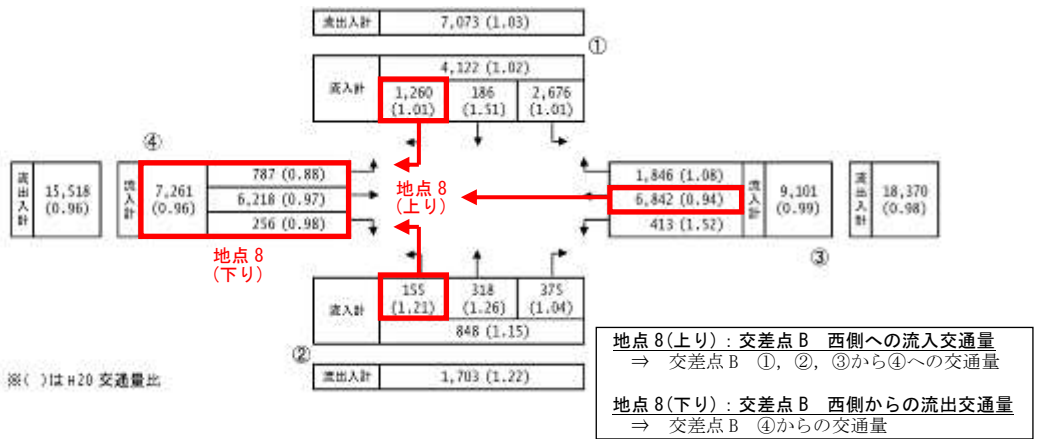 流出入計 7,073 (1.03)
①
流入計 4,122 (1.02)
1,260 186 2,676
(1.01) (1.51) (1.01)
④
流出入計 15,518 (0.96)
流入計 7,261 (0.96)
787 (0.88)
6,218 (0.97)
256 (0.98)
地点8
(上り)
地点8
(下り)
1,846 (1.08)
6,842 (0.94)
413 (1.52)
流入計 9,101 (0.99)
流出入計 18,370 (0.98)
③
流入計 155 318 375
(1.21) (1.26) (1.04)
848 (1.15)
②
流出入計 1,703 (1.22)
※( )は H20 交通量比
地点8(上り)：交差点B 西側への流入交通量
⇒ 交差点B ①，②，③から④への交通量
地点8(下り)：交差点B 西側からの流出交通量
⇒ 交差点B ④からの交通量